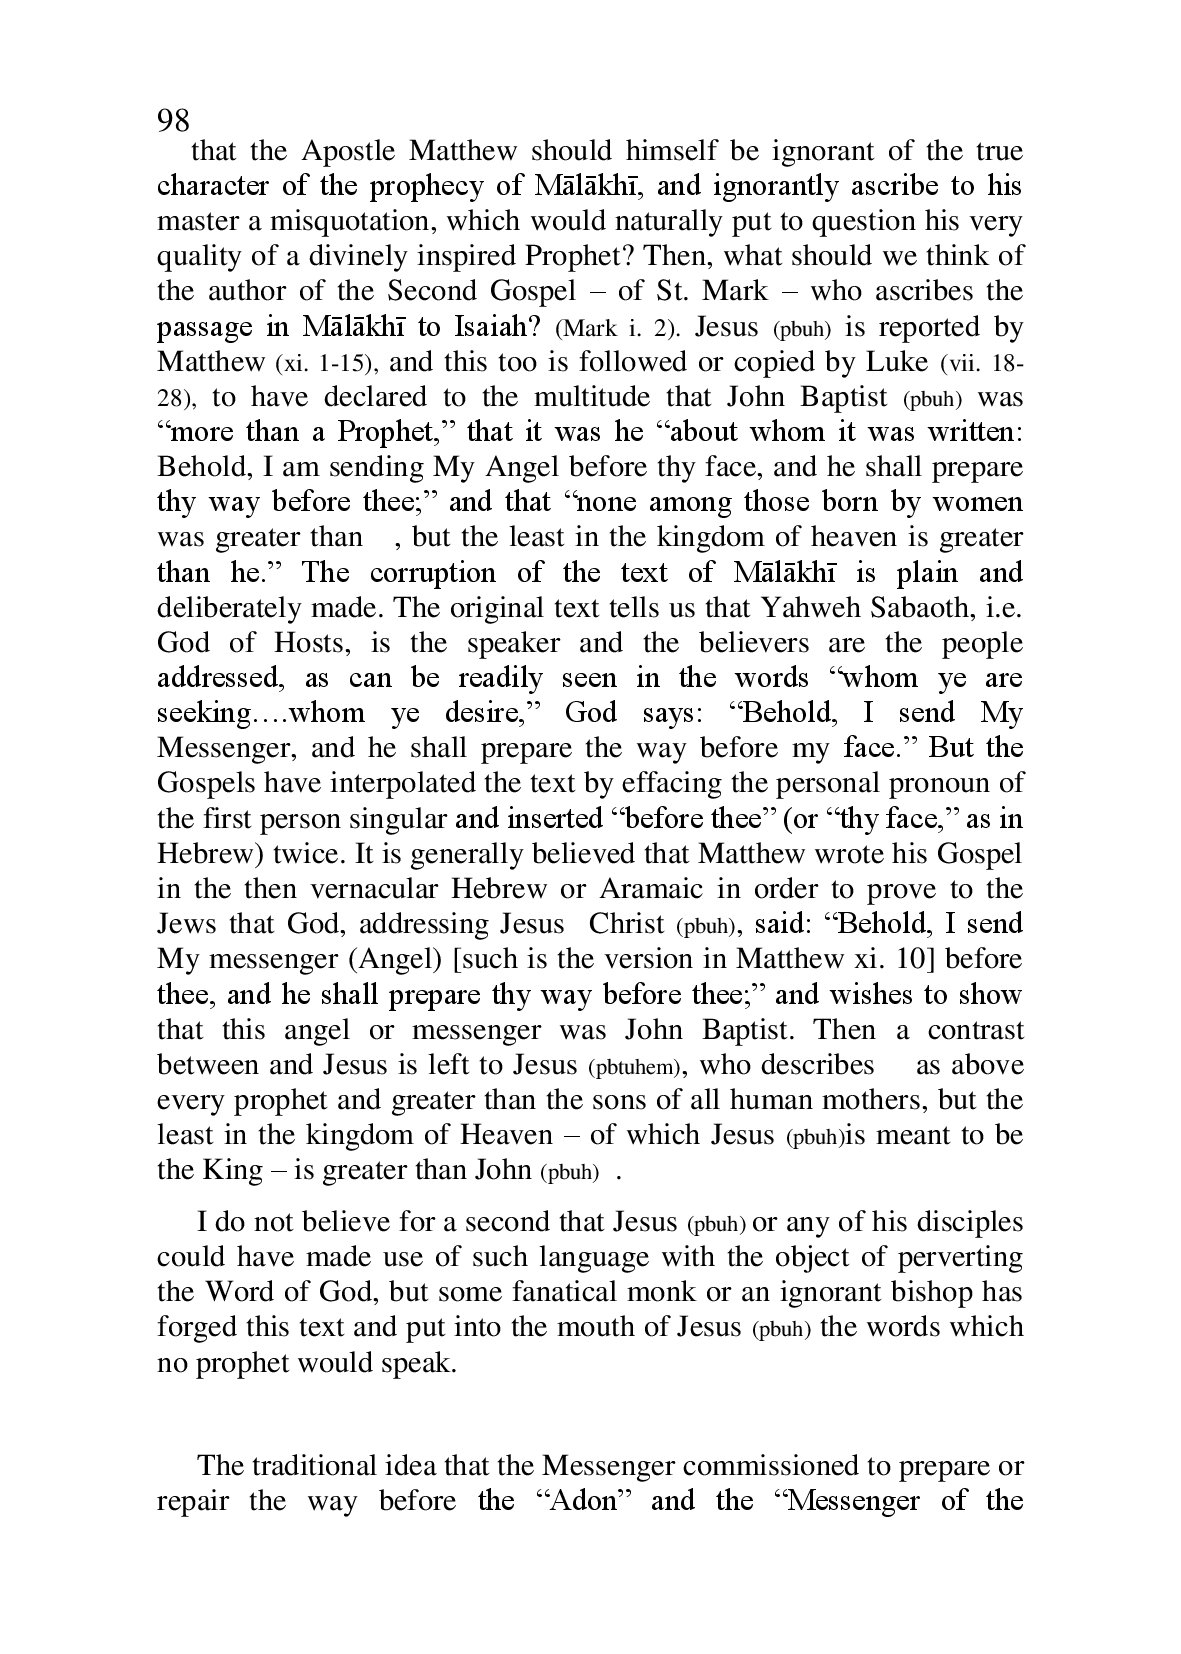 98
that the Apostle Matthew should himself be ignorant of the true
character of the prophecy of Mālākhī, and ignorantly ascribe to his
master a misquotation, which would naturally put to question his very
quality of a divinely inspired Prophet? Then, what should we think of
the author of the Second Gospel – of St. Mark – who ascribes the
passage in Mālākhī to Isaiah? (Mark i. 2). Jesus (pbuh) is reported by
Matthew (xi. 1-15), and this too is followed or copied by Luke (vii. 18-
28), to have declared to the multitude that John Baptist (pbuh) was
“more than a Prophet,” that it was he “about whom it was written:
Behold, I am sending My Angel before thy face, and he shall prepare
thy way before thee;” and that “none among those born by women
was greater than , but the least in the kingdom of heaven is greater
than he.” The corruption of the text of Mālākhī is plain and
deliberately made. The original text tells us that Yahweh Sabaoth, i.e.
God of Hosts, is the speaker and the believers are the people
addressed, as can be readily seen in the words “whom ye are
seeking….whom ye desire,” God says: “Behold, I send My
Messenger, and he shall prepare the way before my face.” But the
Gospels have interpolated the text by effacing the personal pronoun of
the first person singular and inserted “before thee” (or “thy face,” as in
Hebrew) twice. It is generally believed that Matthew wrote his Gospel
in the then vernacular Hebrew or Aramaic in order to prove to the
Jews that God, addressing Jesus Christ (pbuh), said: “Behold, I send
My messenger (Angel) [such is the version in Matthew xi. 10] before
thee, and he shall prepare thy way before thee;” and wishes to show
that this angel or messenger was John Baptist. Then a contrast
between and Jesus is left to Jesus (pbtuhem), who describes as above
every prophet and greater than the sons of all human mothers, but the
least in the kingdom of Heaven – of which Jesus (pbuh)is meant to be
the King – is greater than John (pbuh) .
I do not believe for a second that Jesus (pbuh) or any of his disciples
could have made use of such language with the object of perverting
the Word of God, but some fanatical monk or an ignorant bishop has
forged this text and put into the mouth of Jesus (pbuh) the words which
no prophet would speak.
The traditional idea that the Messenger commissioned to prepare or
repair the way before the “Adon” and the “Messenger of the